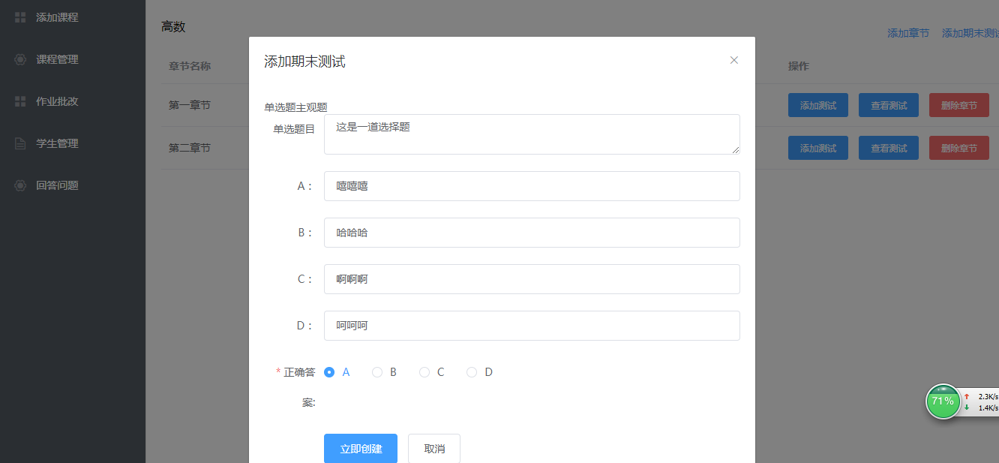 添加课程
课程管理
作业批改
学生管理
回答问题
高数
添加章节 添加期末测试
章节名称 操作
第一章节 添加测试 查看测试 删除章节
第二章节 添加测试 查看测试 删除章节
添加期末测试
单选题主观题
单选题目 这是一道选择题
A： 嘻嘻嘻
B： 哈哈哈
C： 啊啊啊
D： 呵呵呵
*正确答 A B C D
案:
立即创建 取消
71% 2.3K/s
1.4K/s